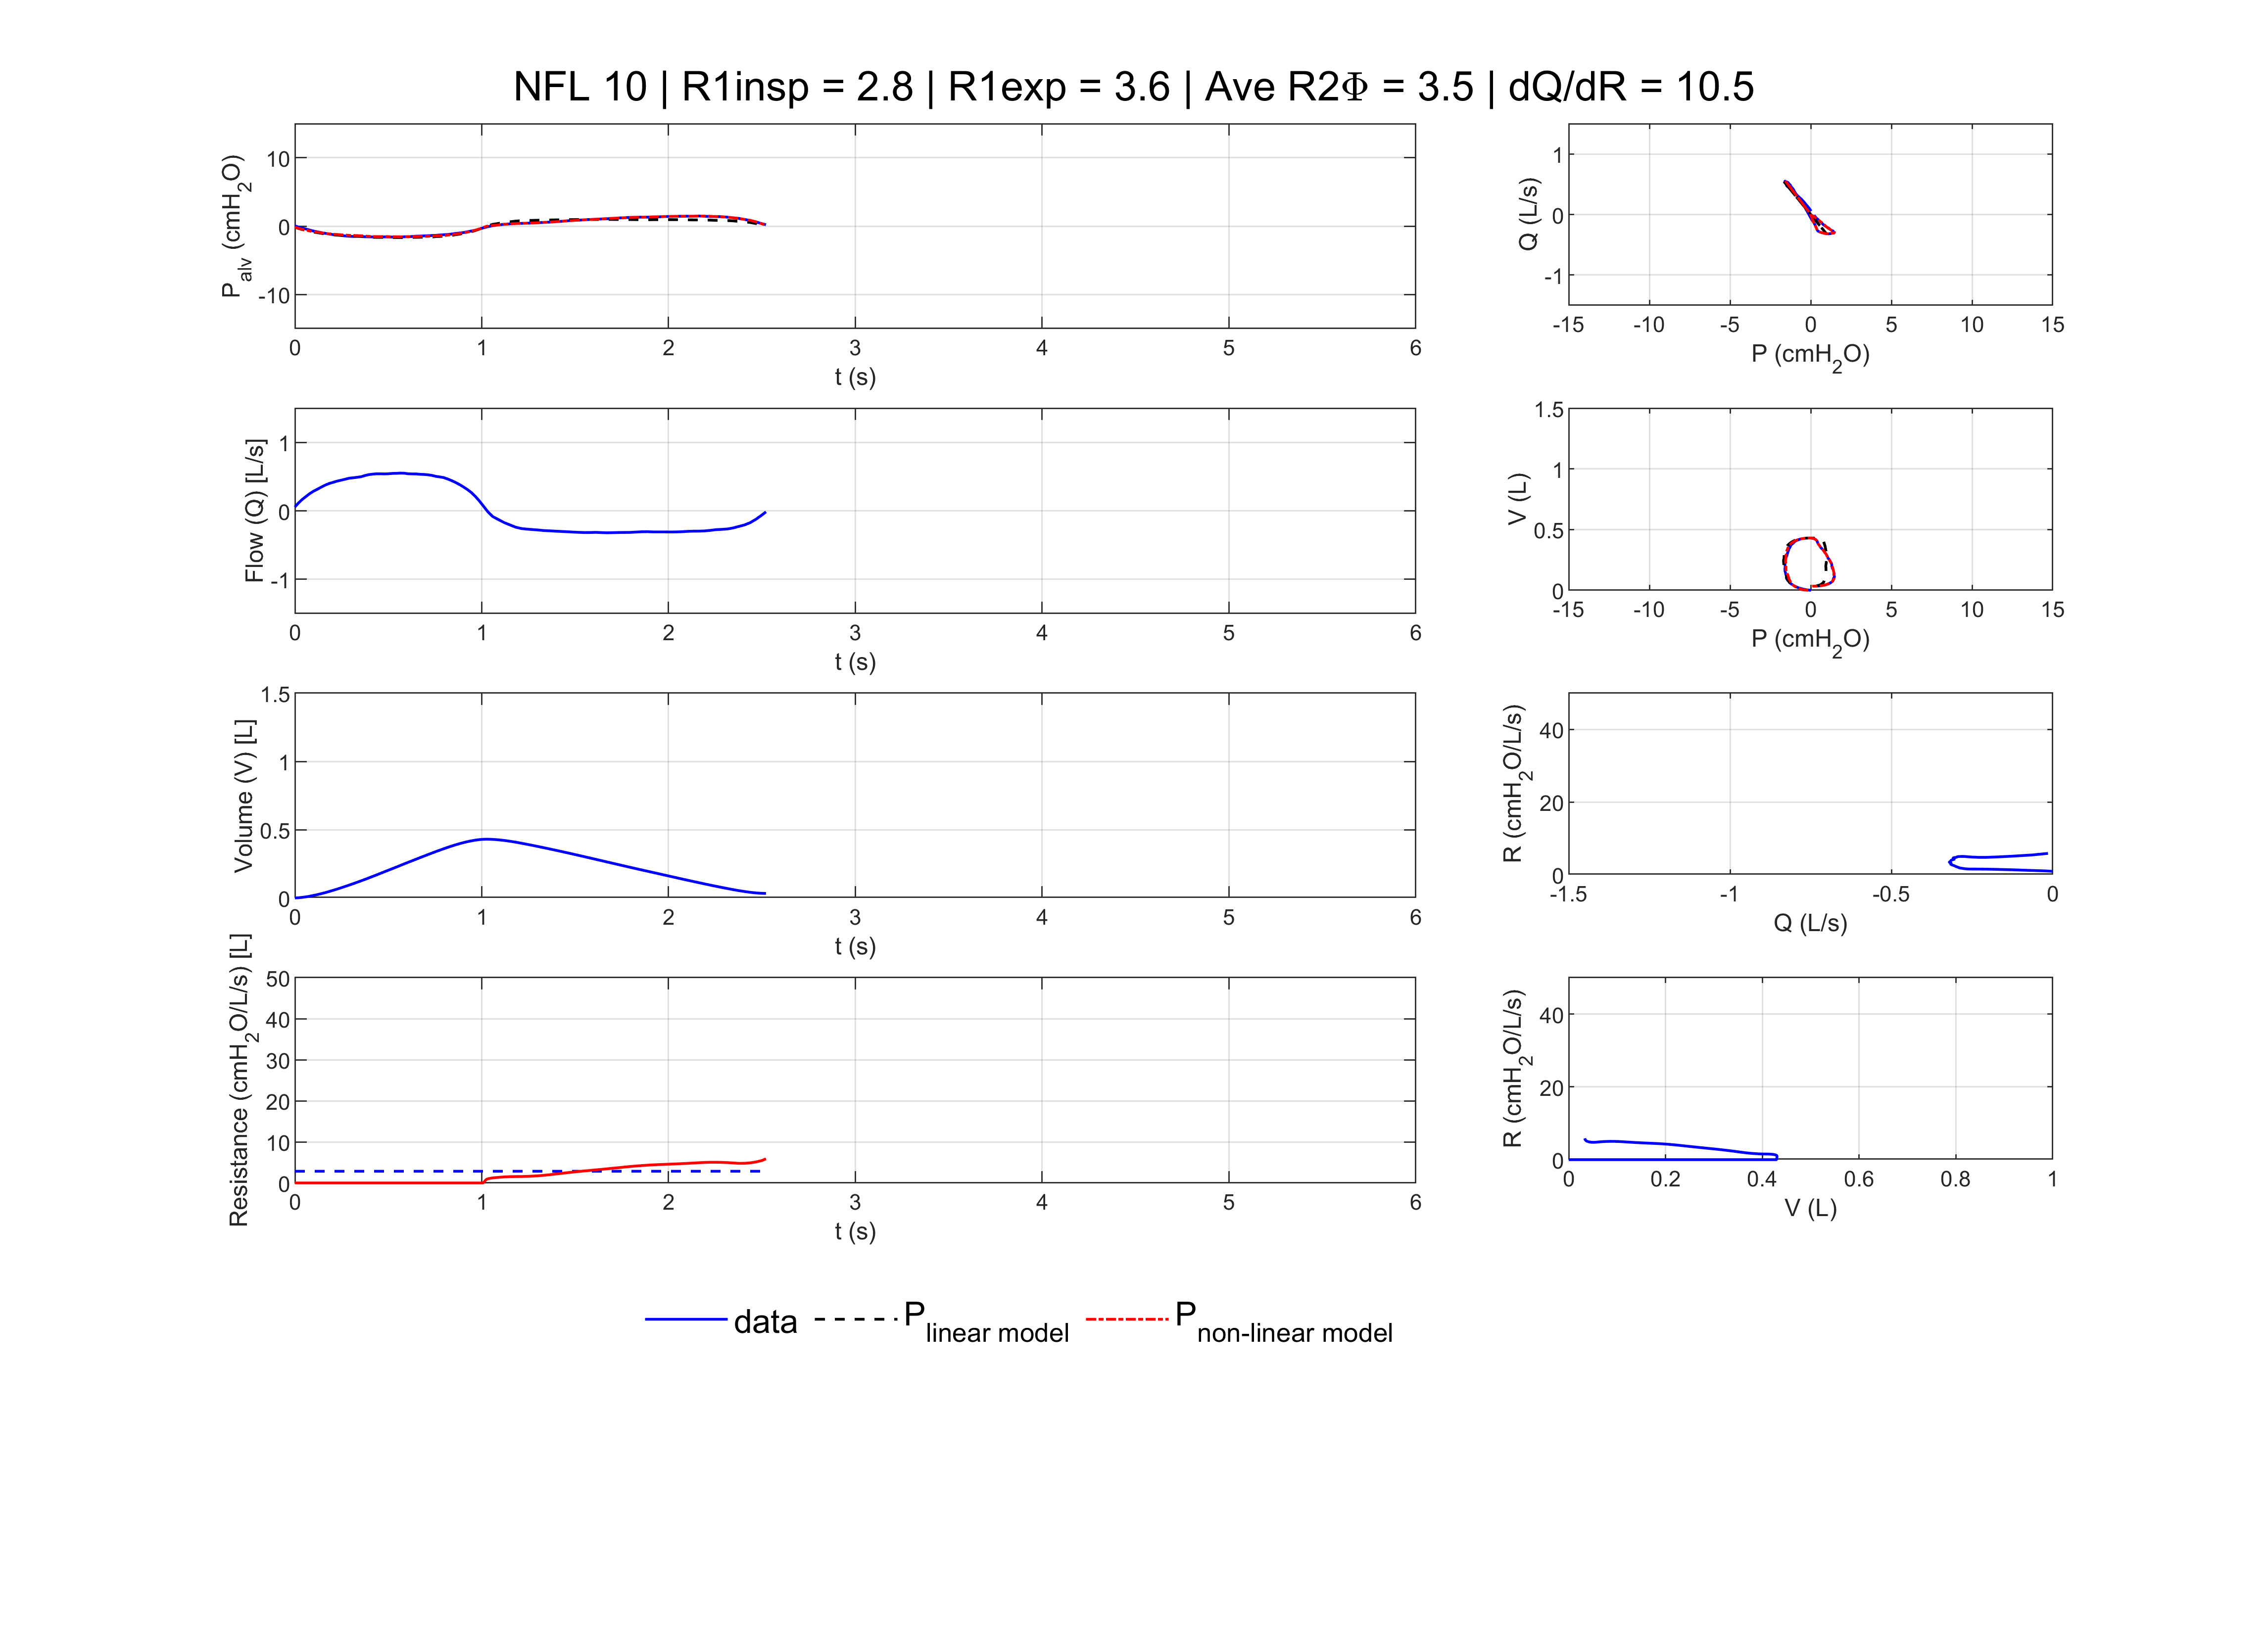 NFL 10 | R1insp = 2.8 | R1exp = 3.6 | Ave R2Φ = 3.5 | dQ/dR = 10.5
P_alv (cmH_2O)
10
0
-10
0 1 2 3 4 5 6
t (s)
Q (L/s)
1
0
-1
-15 -10 -5 0 5 10 15
P (cmH_2O)
Flow (Q) [L/s]
1
0
-1
0 1 2 3 4 5 6
t (s)
V (L)
1.5
1
0.5
0
-15 -10 -5 0 5 10 15
P (cmH_2O)
Volume (V) [L]
1.5
1
0.5
0
0 1 2 3 4 5 6
t (s)
R (cmH_2O/L/s)
40
20
0
-1.5 -1 -0.5 0
Q (L/s)
Resistance (cmH_2O/L/s) [L]
50
40
30
20
10
0
0 1 2 3 4 5 6
t (s)
R (cmH_2O/L/s)
40
20
0
0 0.2 0.4 0.6 0.8 1
V (L)
data P_linear model P_non-linear model